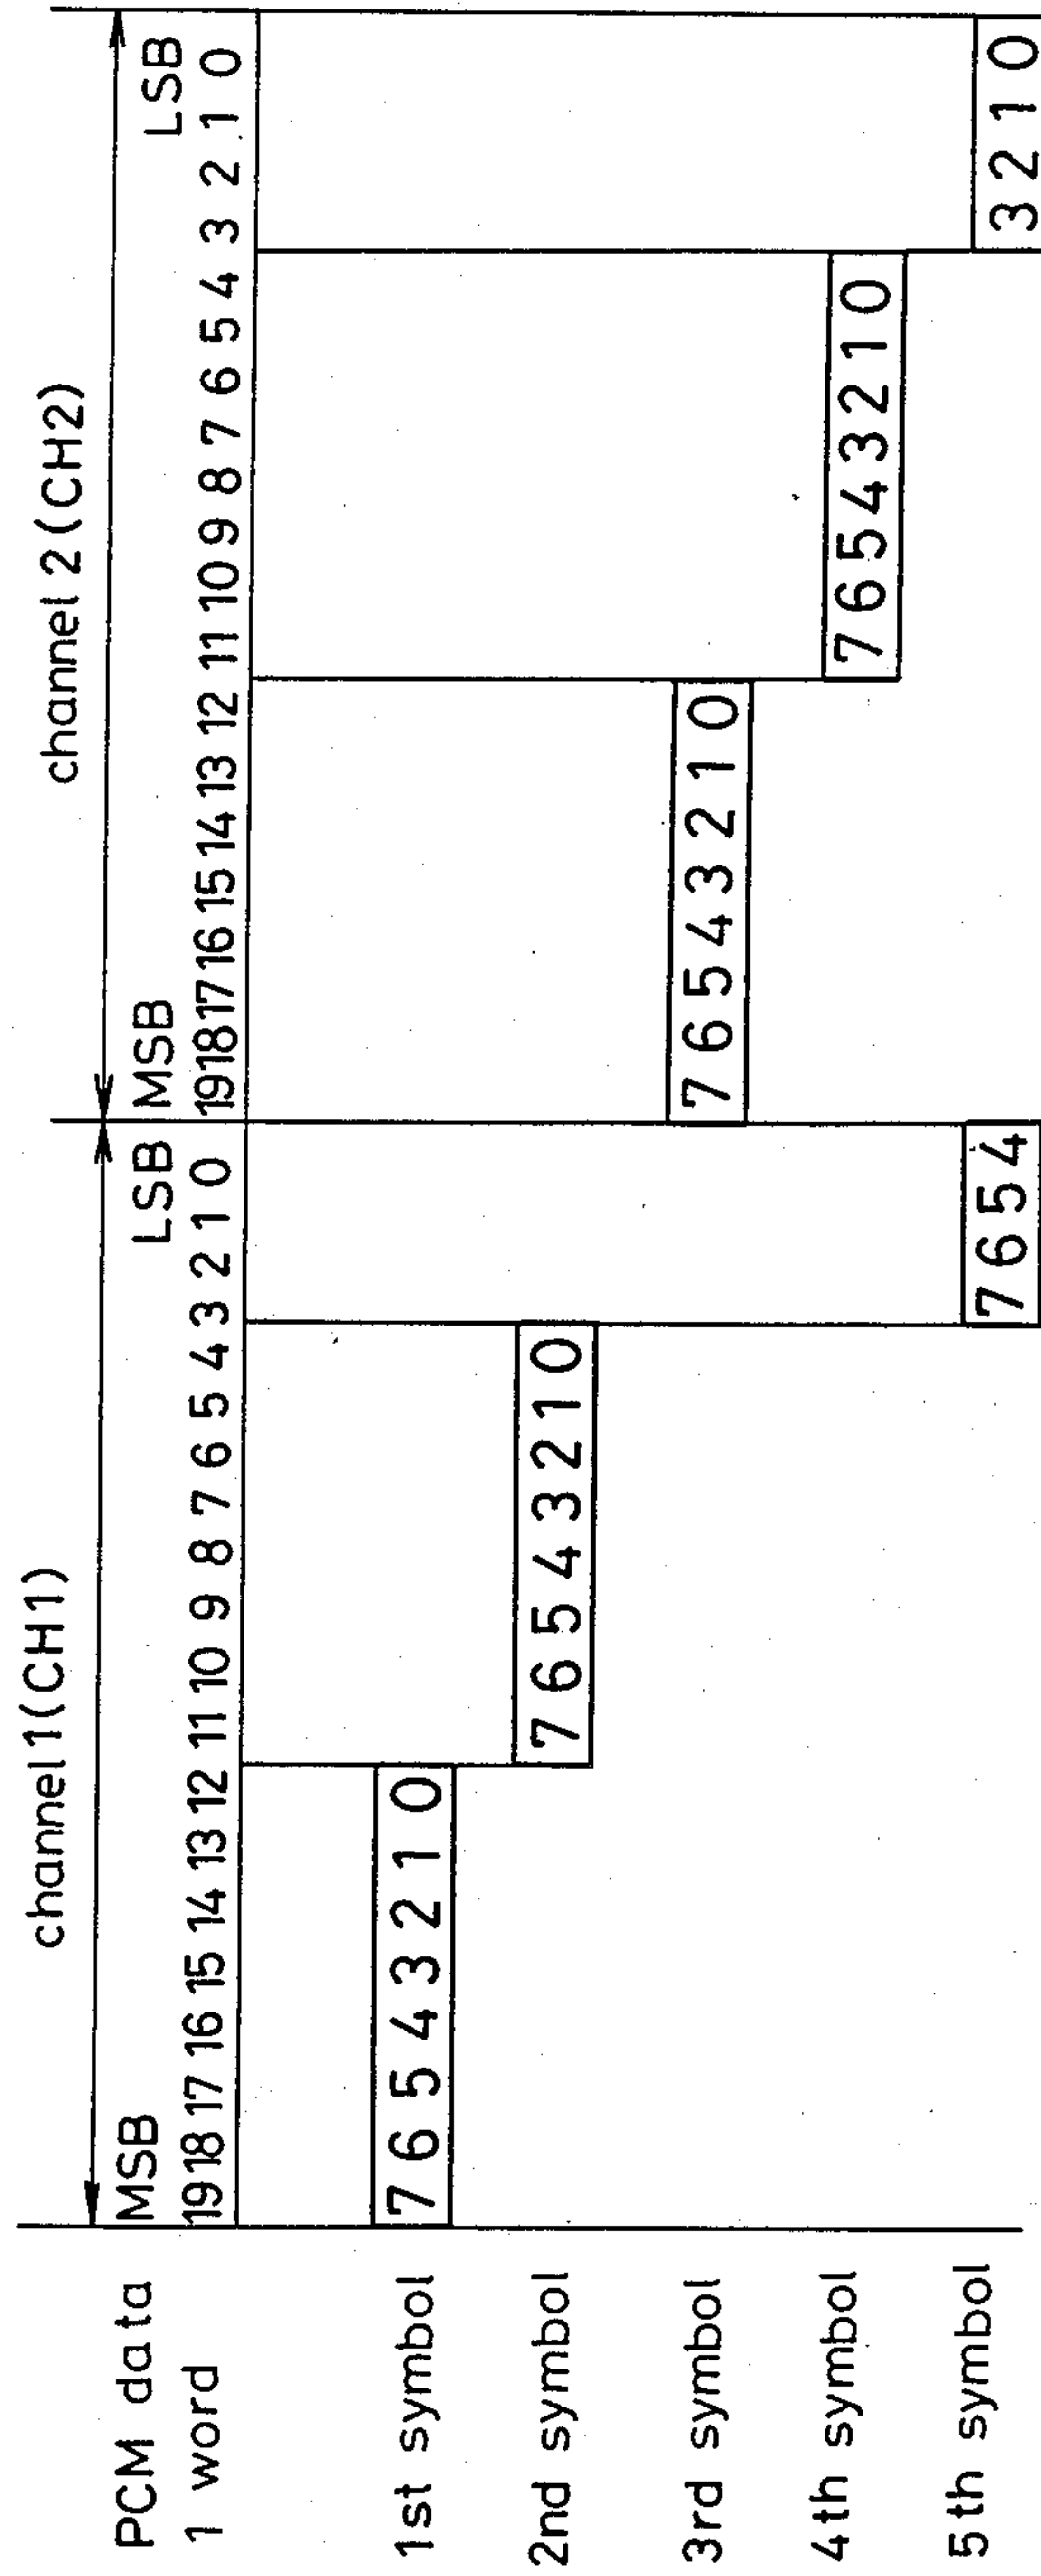 channel 1 (CH1) channel 2 (CH2)
PCM data MSB LSB MSB LSB
1 word 19 18 17 16 15 14 13 12 11 10 9 8 7 6 5 4 3 2 1 0 19 18 17 16 15 14 13 12 11 10 9 8 7 6 5 4 3 2 1 0
1st symbol 7 6 5 4 3 2 1 0
2nd symbol 7 6 5 4 3 2 1 0
3rd symbol 7 6 5 4 3 2 1 0
4th symbol 7 6 5 4 3 2 1 0
5th symbol 7 6 5 4 3 2 1 0